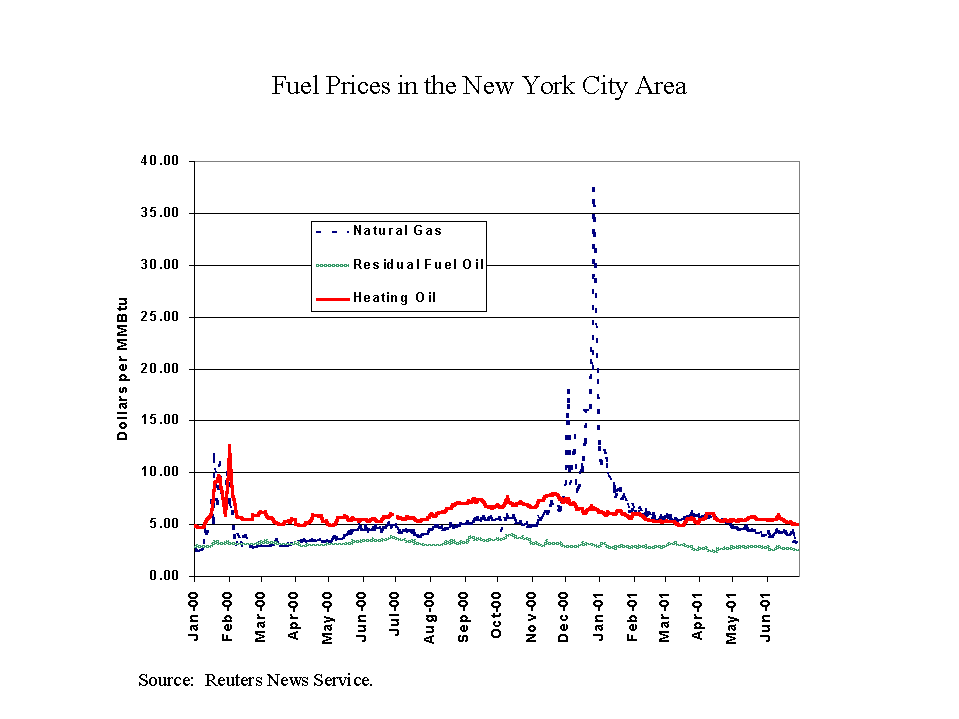 Fuel Prices in the New York City Area
40.00
35.00
30.00
25.00
20.00
15.00
10.00
5.00
0.00
Dollars per MMBtu
Natural Gas
Residual Fuel Oil
Heating Oil
Jan-00
Feb-00
Mar-00
Apr-00
May-00
Jun-00
Jul-00
Aug-00
Sep-00
Oct-00
Nov-00
Dec-00
Jan-01
Feb-01
Mar-01
Apr-01
May-01
Jun-01
Source:  Reuters News Service.